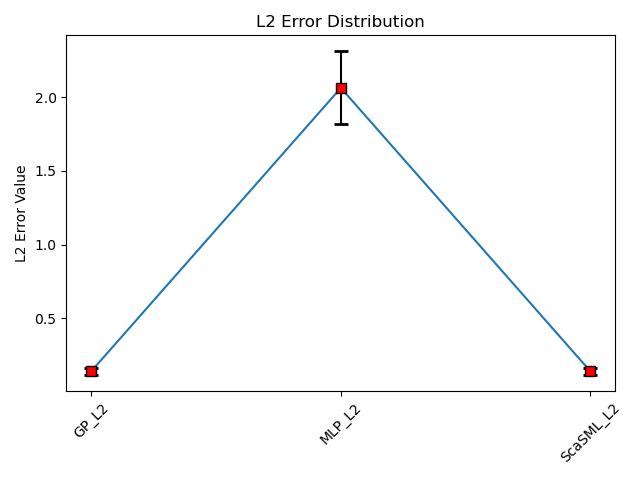 L2 Error Distribution
L2 Error Value
2.0
1.5
1.0
0.5
GP_L2
MLP_L2
ScaSML_L2